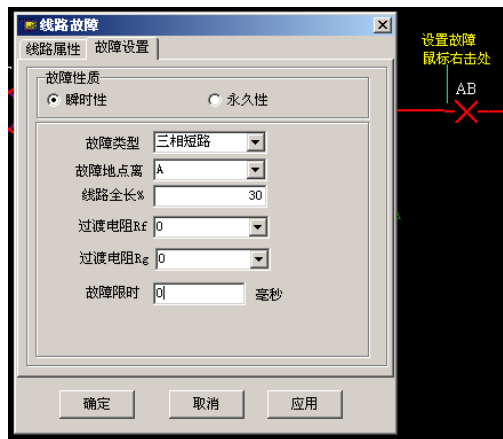 线路故障
线路属性 故障设置
故障性质
瞬时性 永久性
故障类型 三相短路
故障地点离 A
线路全长% 30
过渡电阻Rf 0
过渡电阻Rg 0
故障限时 0 毫秒
确定 取消 应用
设置故障
鼠标右击处
AB